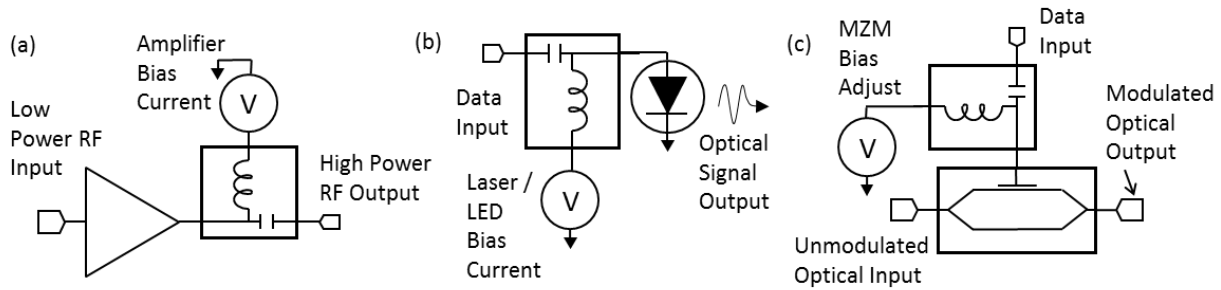 (a)
Amplifier
Bias
Current
V
Low
Power RF
Input
High Power
RF Output
(b)
Data
Input
Laser /
LED
Bias
Current
V
Optical
Signal
Output
(c)
MZM
Bias
Adjust
Data
Input
V
Modulated
Optical
Output
Unmodulated
Optical Input